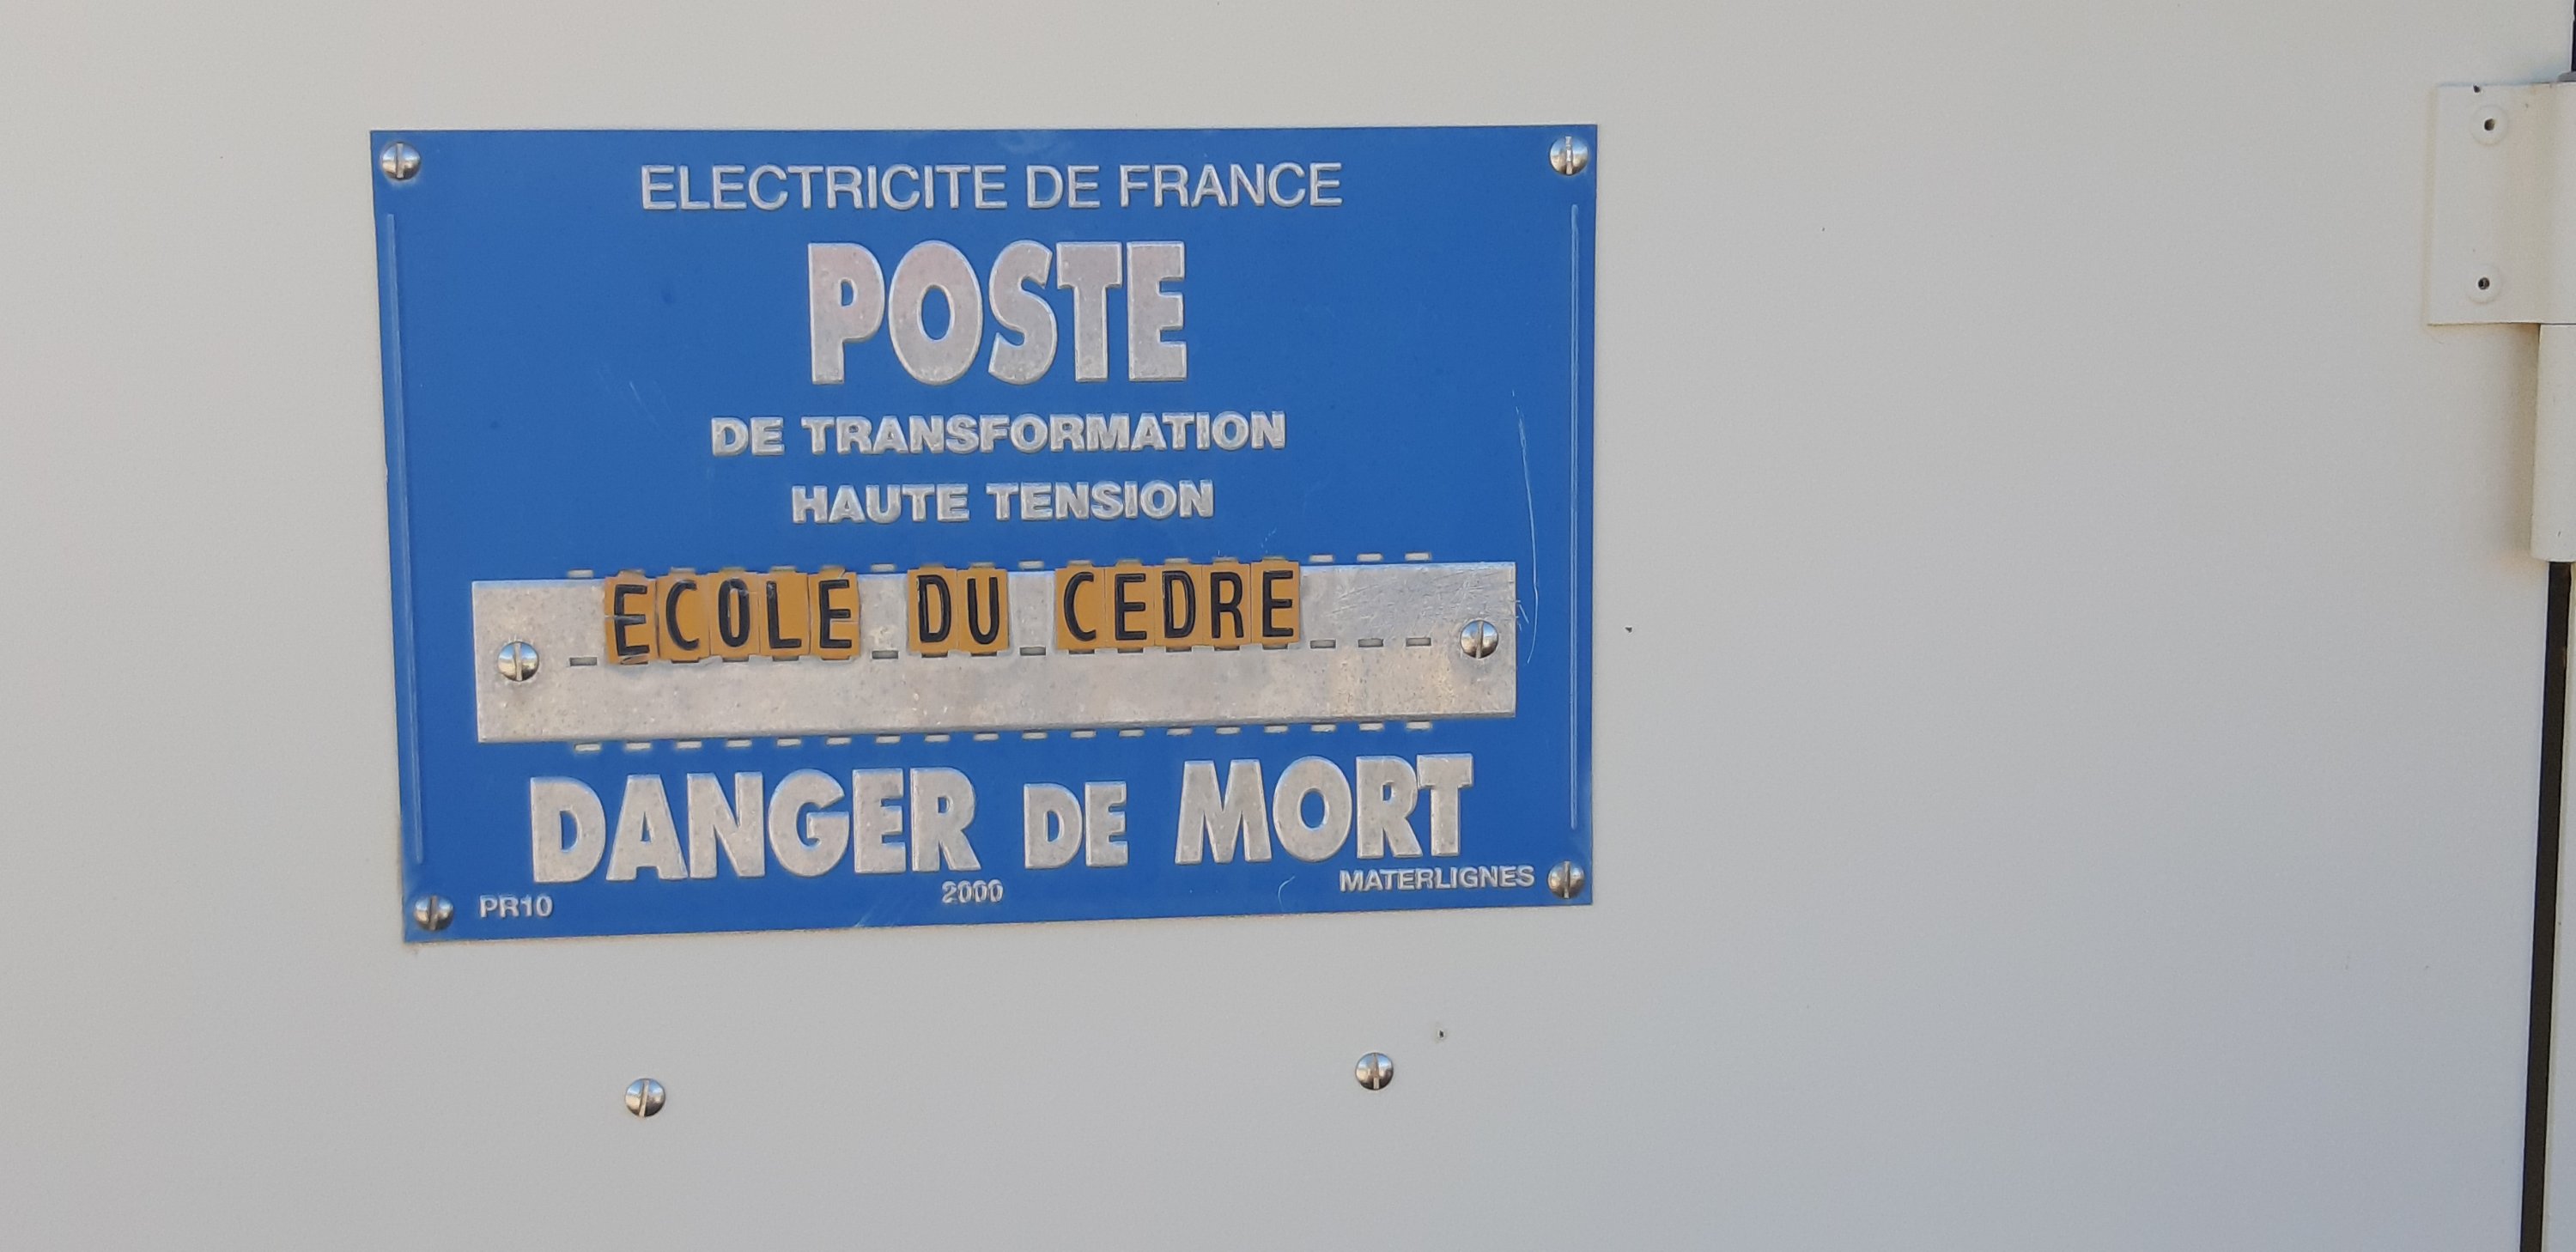 ELECTRICITE DE FRANCE
POSTE
DE TRANSFORMATION
HAUTE TENSION
ECOLE DU CEDRE
DANGER DE MORT
PR10 2000 MATERLIGNES